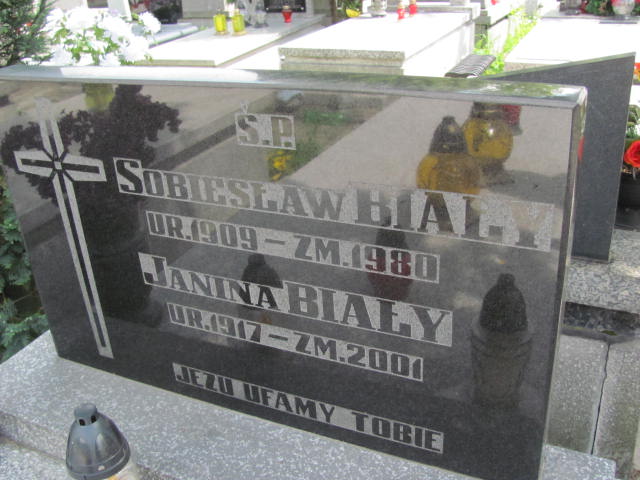 Ś.P.
SOBIESŁAW BIAŁY
UR.1909 – ZM.1980
JANINA BIAŁY
UR.1917 – ZM.2001
JEZU UFAMY TOBIE